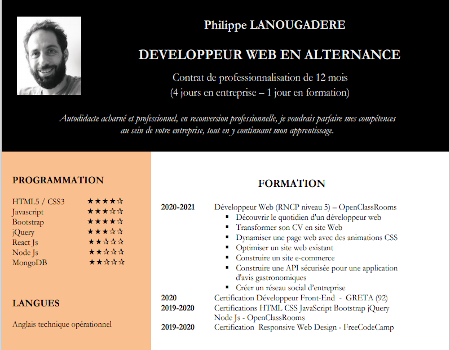 Philippe LANOUGADERE
DEVELOPPEUR WEB EN ALTERNANCE
Contrat de professionnalisation de 12 mois
(4 jours en entreprise – 1 jour en formation)
Autodidacte acharné et professionnel, en reconversion professionnelle, je voudrais parfaire mes compétences
au sein de votre entreprise, tout en y continuant mon apprentissage.
PROGRAMMATION
HTML5 / CSS3 ★★★★☆
Javascript ★★★☆☆
Bootstrap ★★★★☆
jQuery ★★★☆☆
React Js ★★☆☆☆
Node Js ★★☆☆☆
MongoDB ★★☆☆☆
LANGUES
Anglais technique opérationnel
FORMATION
2020-2021 Développeur Web (RNCP niveau 5) – OpenClassRooms
▪ Découvrir le quotidien d'un développeur web
▪ Transformer son CV en site Web
▪ Dynamiser une page web avec des animations CSS
▪ Optimiser un site web existant
▪ Construire un site e-commerce
▪ Construire une API sécurisée pour une application
d'avis gastronomiques
▪ Créer un réseau social d'entreprise
2020 Certification Développeur Front-End - GRETA (92)
2019-2020 Certifications HTML CSS JavaScript Bootstrap jQuery
Node Js - OpenClassRooms
2019-2020 Certification Responsive Web Design - FreeCodeCamp